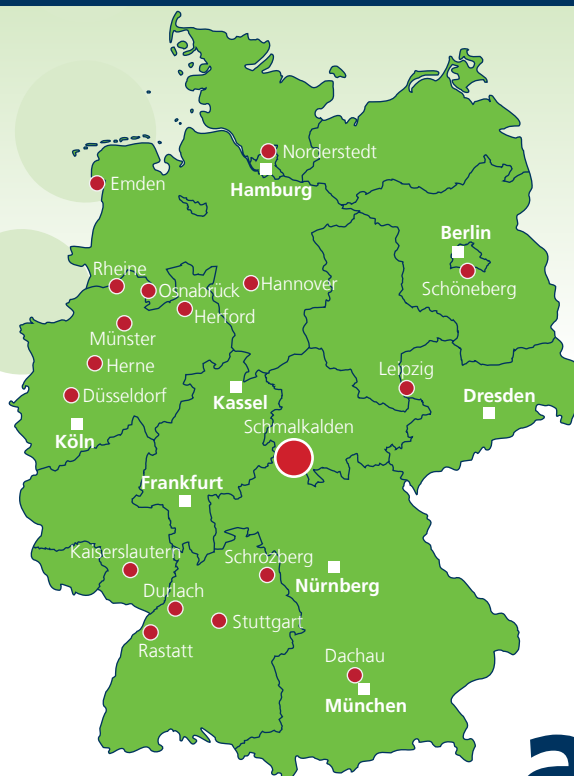 Norderstedt
Emden
Hamburg
Berlin
Rheine
Osnabrück
Hannover
Schöneberg
Herford
Münster
Herne
Leipzig
Düsseldorf
Kassel
Dresden
Köln
Schmalkalden
Frankfurt
Kaiserslautern
Schrozberg
Durlach
Nürnberg
Stuttgart
Rastatt
Dachau
München
a